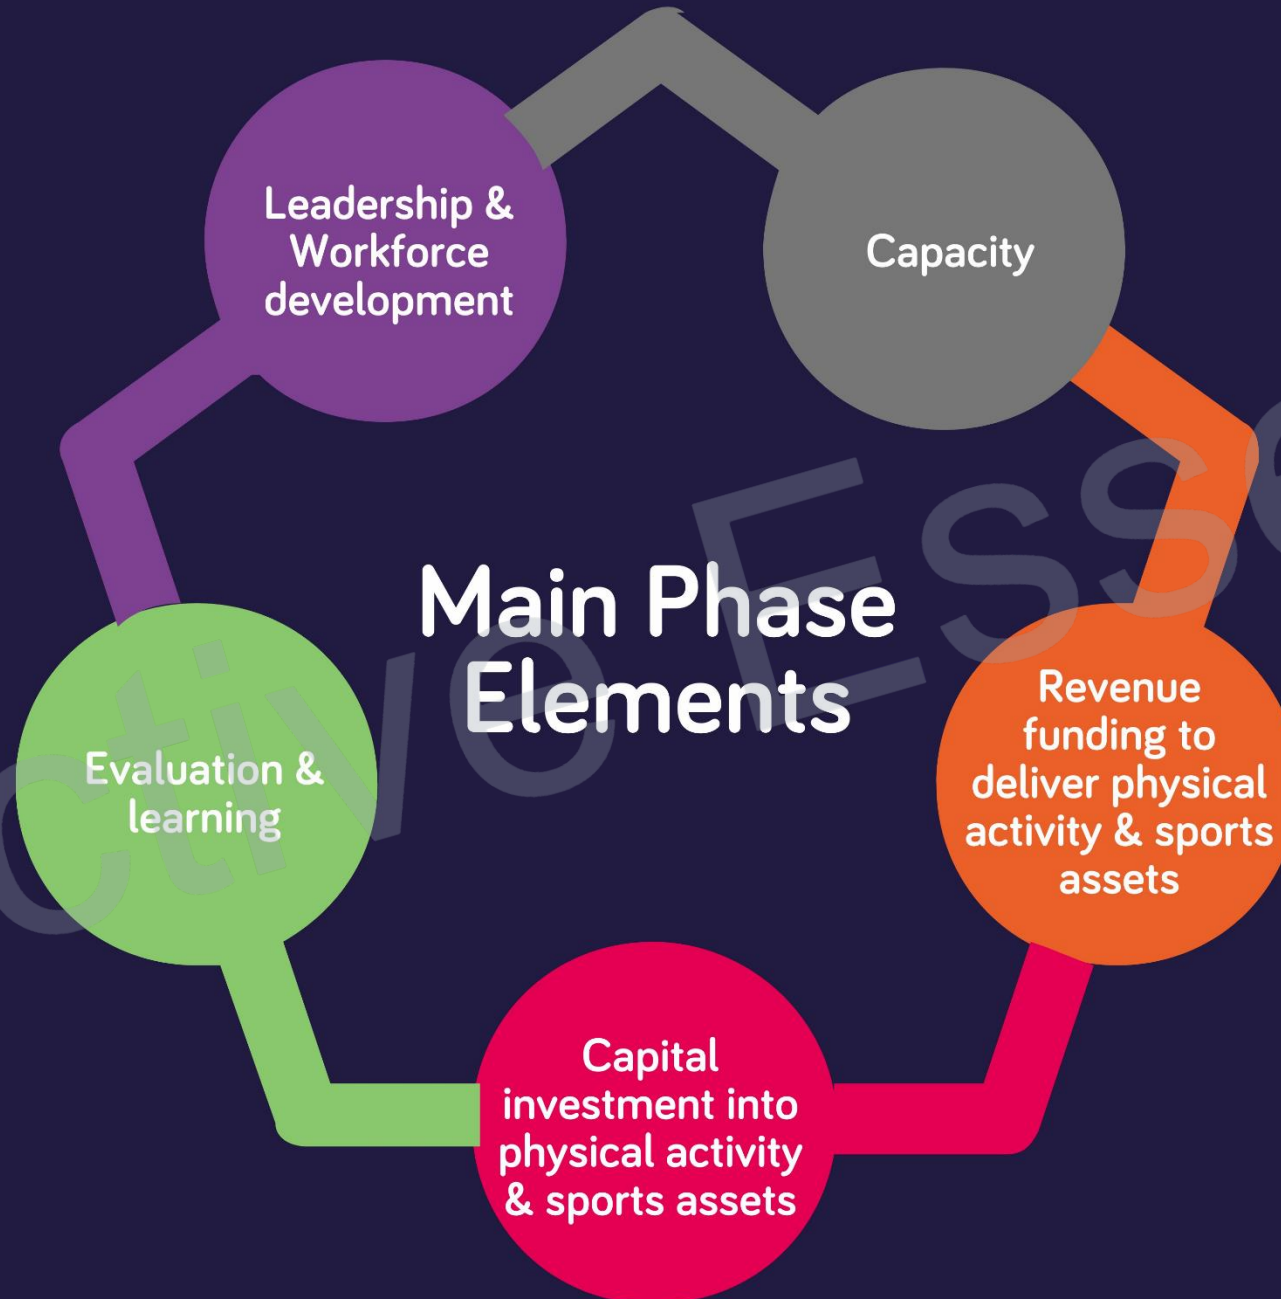 Leadership &
Workforce
development
Capacity
Main Phase
Elements
Revenue
funding to
deliver physical
activity & sports
assets
Evaluation &
learning
Capital
investment into
physical activity
& sports assets